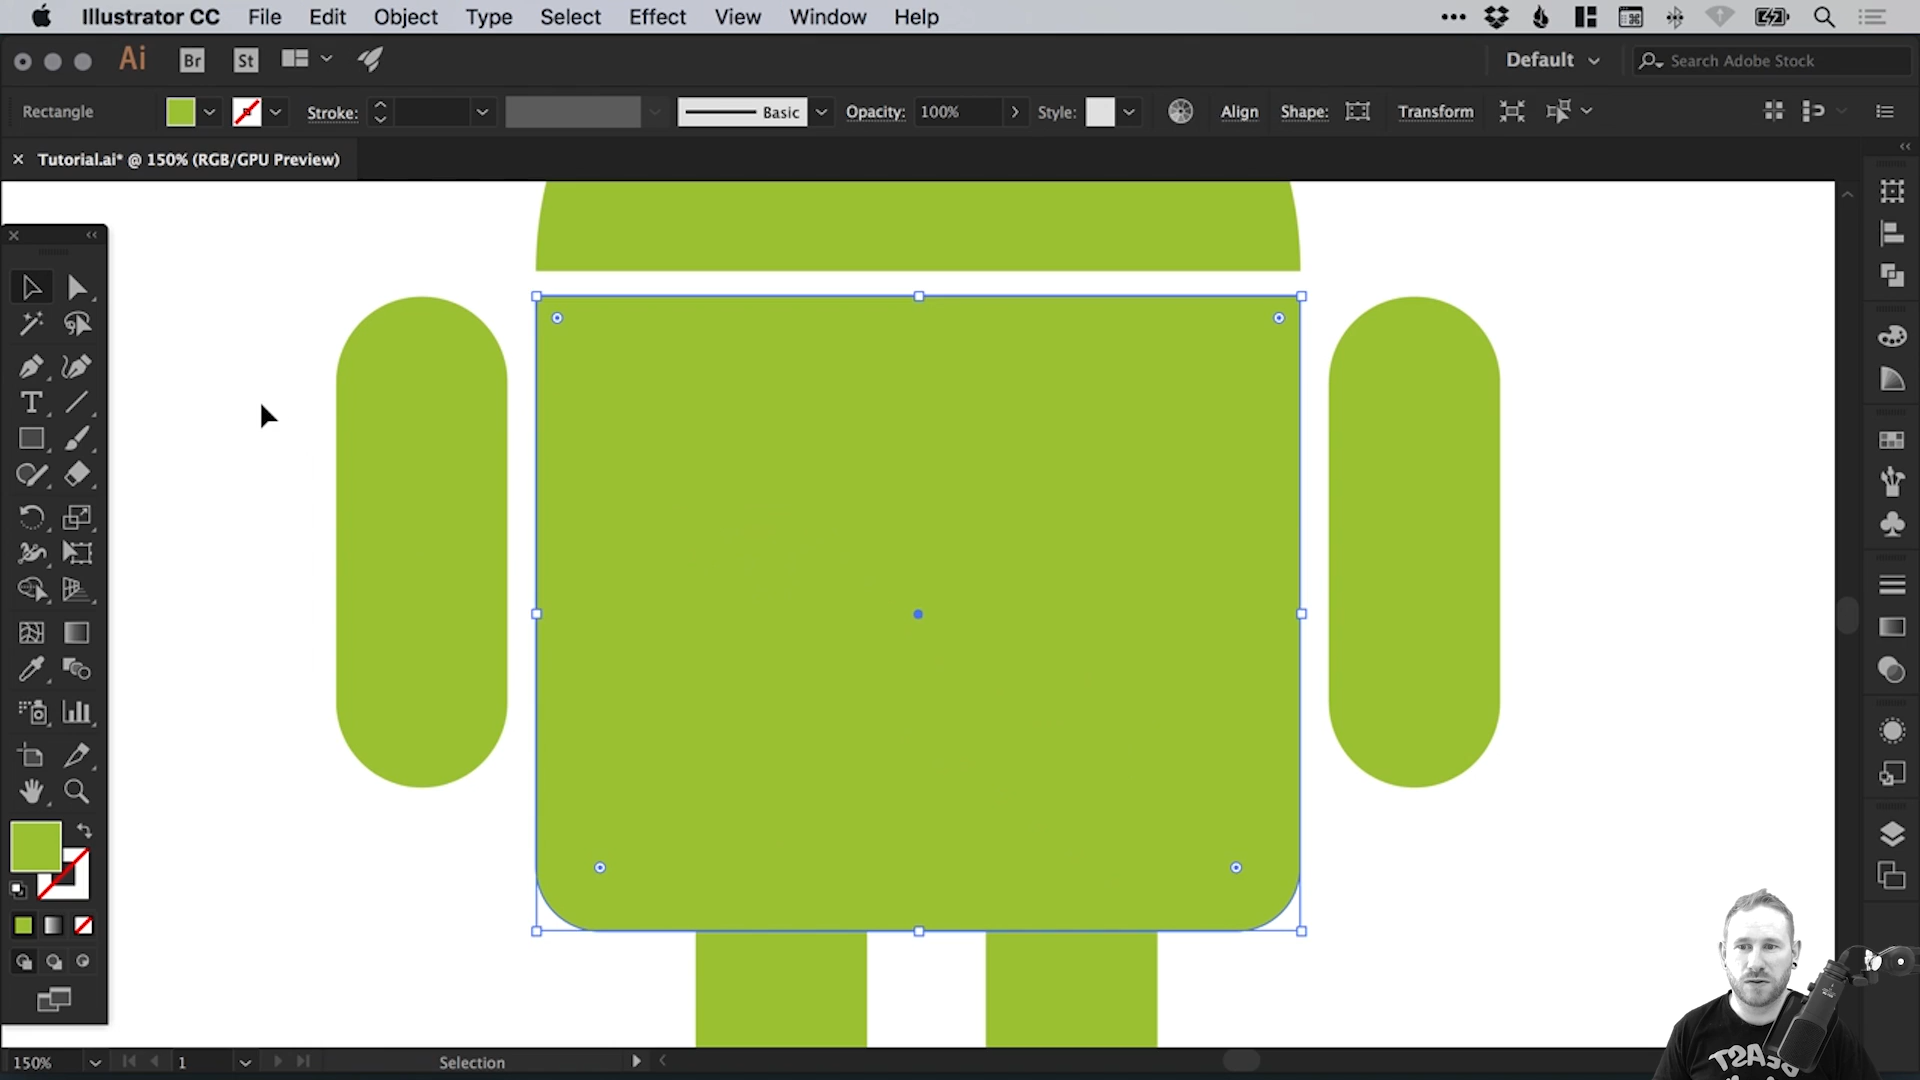 Illustrator CC File Edit Object Type Select Effect View Window Help
Ai Br St Default Search Adobe Stock
Rectangle Stroke: Basic Opacity: 100% Style: Align Shape: Transform
Tutorial.ai* @ 150% (RGB/GPU Preview)
150% 1 Selection